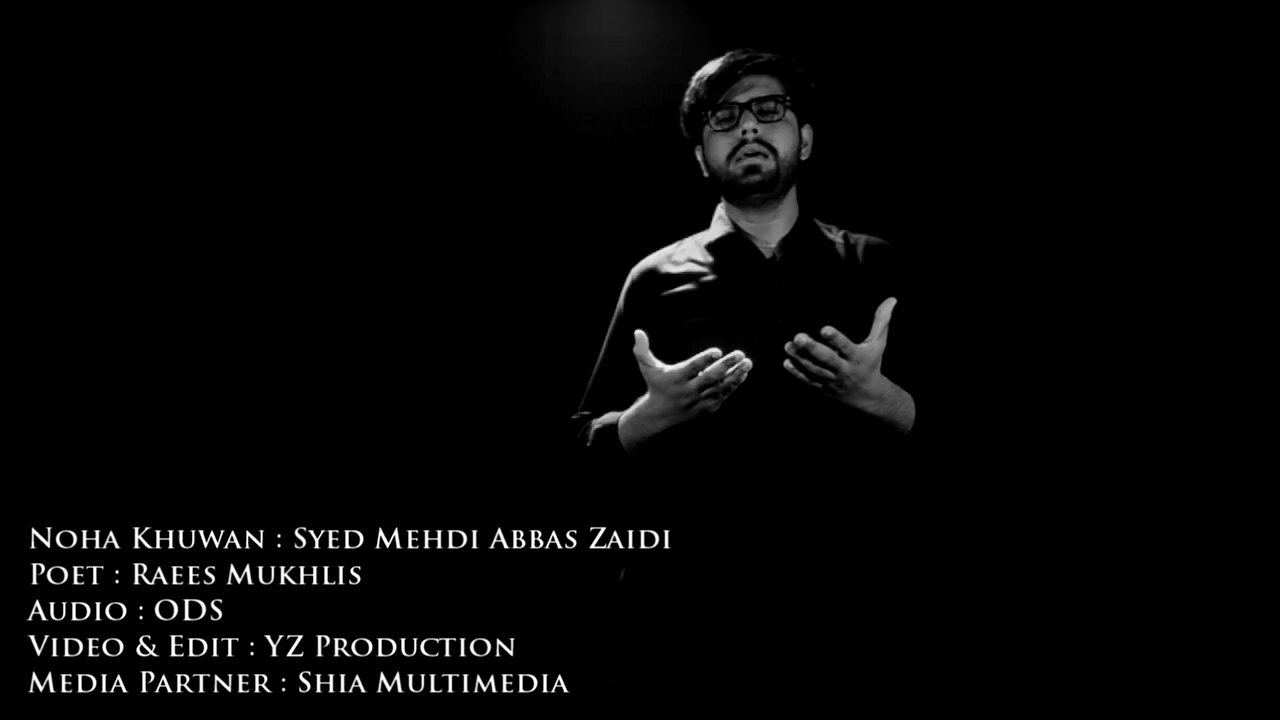 Noha Khuwan : Syed Mehdi Abbas Zaidi
Poet : Raees Mukhlis
Audio : ODS
Video & Edit : YZ Production
Media Partner : Shia Multimedia